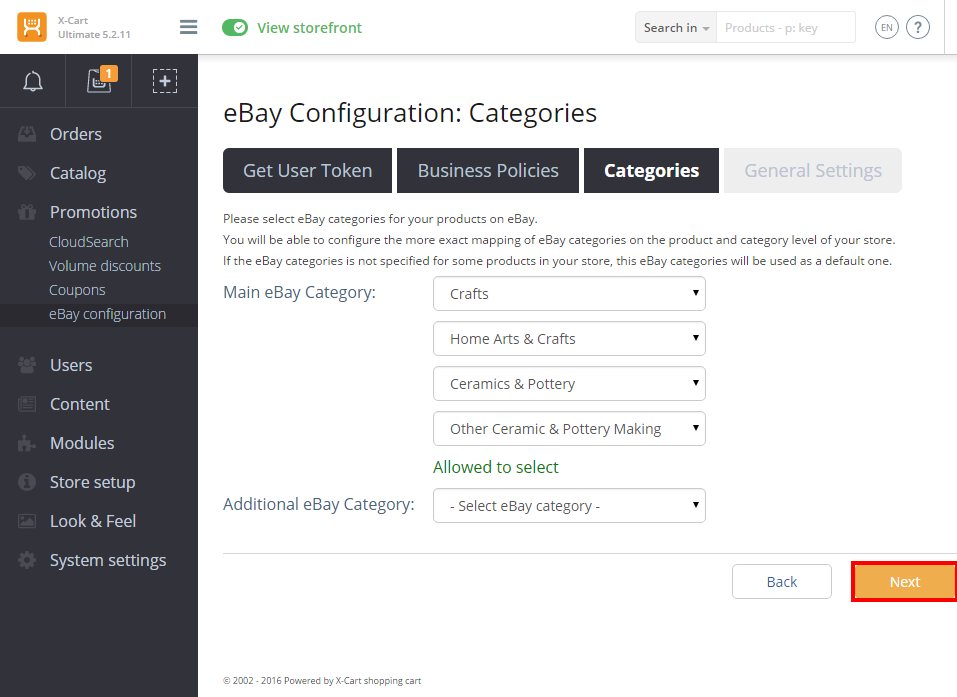 X-Cart
Ultimate 5.2.11
View storefront
Search in
Products - p: key
EN
?
1
Orders
Catalog
Promotions
CloudSearch
Volume discounts
Coupons
eBay configuration
Users
Content
Modules
Store setup
Look & Feel
System settings
eBay Configuration: Categories
Get User Token
Business Policies
Categories
General Settings
Please select eBay categories for your products on eBay.
You will be able to configure the more exact mapping of eBay categories on the product and category level of your store.
If the eBay categories is not specified for some products in your store, this eBay categories will be used as a default one.
Main eBay Category:
Crafts
Home Arts & Crafts
Ceramics & Pottery
Other Ceramic & Pottery Making
Allowed to select
Additional eBay Category:
- Select eBay category -
Back
Next
© 2002 - 2016 Powered by X-Cart shopping cart